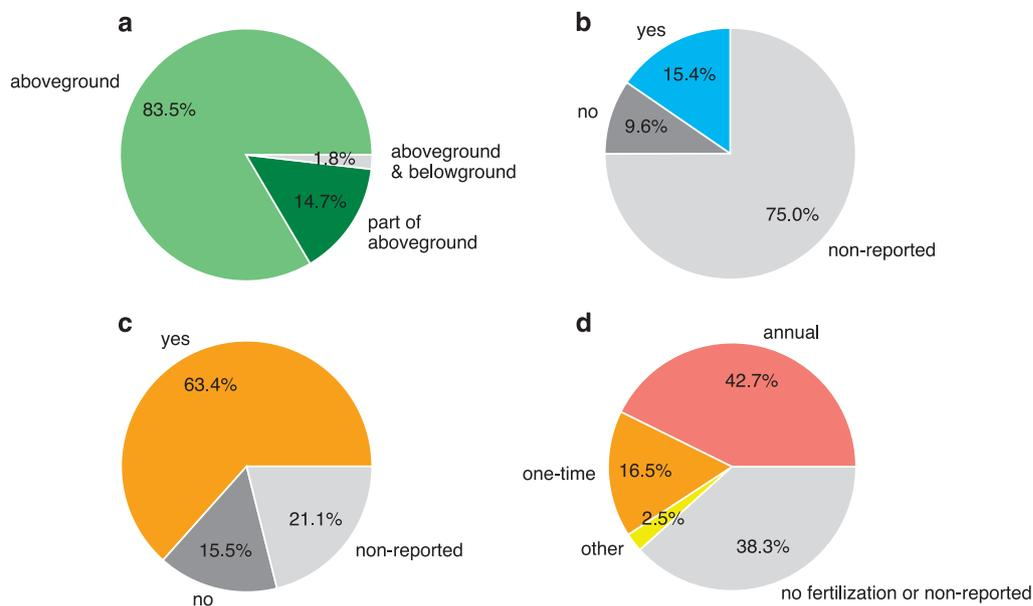 a
aboveground
83.5%
1.8%
aboveground
& belowground
14.7%
part of
aboveground
b
yes
15.4%
no
9.6%
75.0%
non-reported
c
yes
63.4%
21.1%
non-reported
15.5%
no
d
annual
42.7%
one-time
16.5%
2.5%
other
38.3%
no fertilization or non-reported